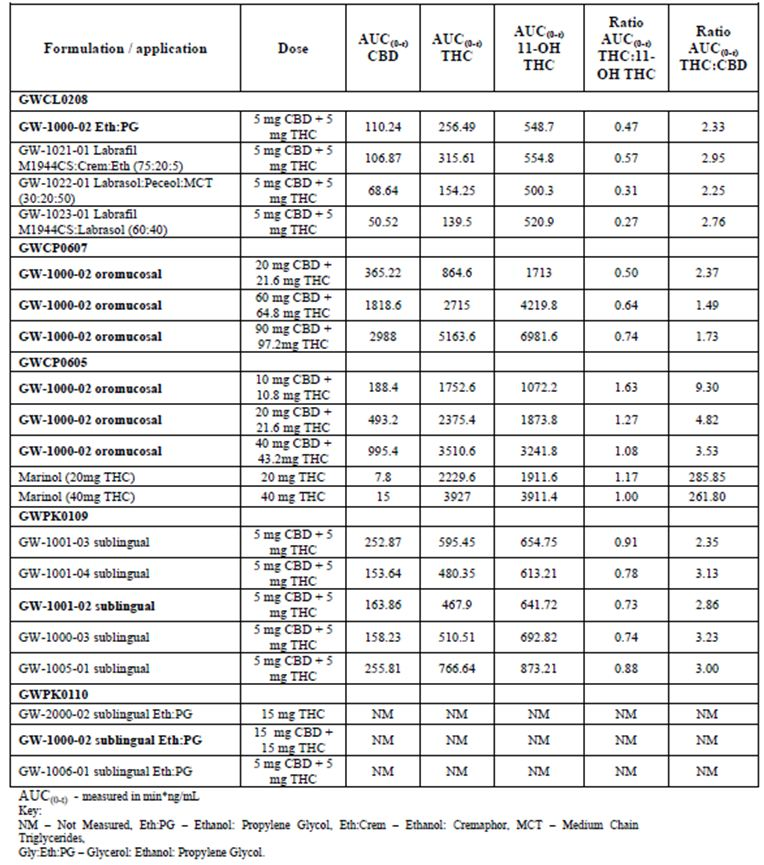 Formulation / application Dose AUC(0-t) CBD AUC(0-t) THC AUC(0-t) 11-OH THC Ratio AUC(0-t) THC:11-OH THC Ratio AUC(0-t) THC:CBD
GWCL0208
GW-1000-02 Eth:PG 5 mg CBD + 5 mg THC 110.24 256.49 548.7 0.47 2.33
GW-1021-01 Labrafil M1944CS:Crem:Eth (75:20:5) 5 mg CBD + 5 mg THC 106.87 315.61 554.8 0.57 2.95
GW-1022-01 Labrasol:Peceol:MCT (30:20:50) 5 mg CBD + 5 mg THC 68.64 154.25 500.3 0.31 2.25
GW-1023-01 Labrafil M1944CS:Labrasol (60:40) 5 mg CBD + 5 mg THC 50.52 139.5 520.9 0.27 2.76
GWCP0607
GW-1000-02 oromucosal 20 mg CBD + 21.6 mg THC 365.22 864.6 1713 0.50 2.37
GW-1000-02 oromucosal 60 mg CBD + 64.8 mg THC 1818.6 2715 4219.8 0.64 1.49
GW-1000-02 oromucosal 90 mg CBD + 97.2mg THC 2988 5163.6 6981.6 0.74 1.73
GWCP0605
GW-1000-02 oromucosal 10 mg CBD + 10.8 mg THC 188.4 1752.6 1072.2 1.63 9.30
GW-1000-02 oromucosal 20 mg CBD + 21.6 mg THC 493.2 2375.4 1873.8 1.27 4.82
GW-1000-02 oromucosal 40 mg CBD + 43.2mg THC 995.4 3510.6 3241.8 1.08 3.53
Marinol (20mg THC) 20 mg THC 7.8 2229.6 1911.6 1.17 285.85
Marinol (40mg THC) 40 mg THC 15 3927 3911.4 1.00 261.80
GWPK0109
GW-1001-03 sublingual 5 mg CBD + 5 mg THC 252.87 595.45 654.75 0.91 2.35
GW-1001-04 sublingual 5 mg CBD + 5 mg THC 153.64 480.35 613.21 0.78 3.13
GW-1001-02 sublingual 5 mg CBD + 5 mg THC 163.86 467.9 641.72 0.73 2.86
GW-1000-03 sublingual 5 mg CBD + 5 mg THC 158.23 510.51 692.82 0.74 3.23
GW-1005-01 sublingual 5 mg CBD + 5 mg THC 255.81 766.64 873.21 0.88 3.00
GWPK0110
GW-2000-02 sublingual Eth:PG 15 mg THC NM NM NM NM NM
GW-1000-02 sublingual Eth:PG 15 mg CBD + 15 mg THC NM NM NM NM NM
GW-1006-01 sublingual Eth:PG 5 mg CBD + 5 mg THC NM NM NM NM NM
AUC(0-t) - measured in min*ng/mL
Key:
NM – Not Measured, Eth:PG – Ethanol: Propylene Glycol, Eth:Crem – Ethanol: Cremaphor, MCT – Medium Chain
Triglycerides,
Gly:Eth:PG – Glycerol: Ethanol: Propylene Glycol.